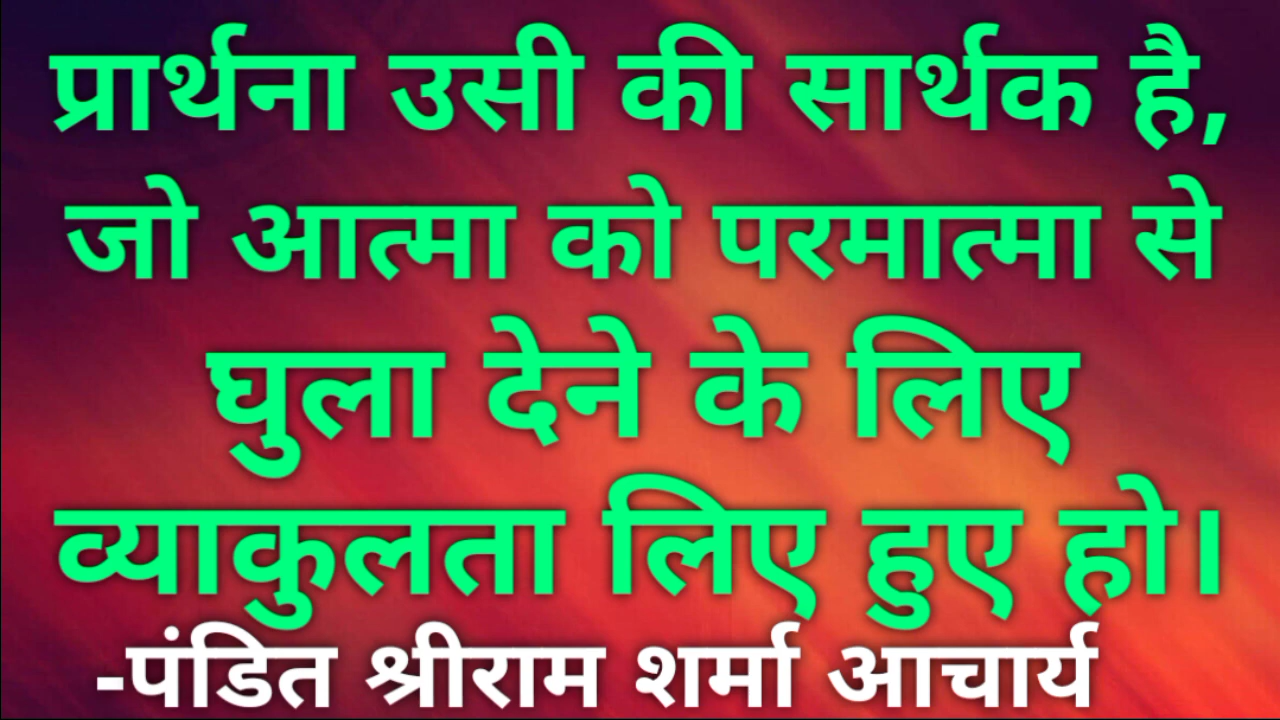 प्रार्थना उसी की सार्थक है,
जो आत्मा को परमात्मा से
घुला देने के लिए
व्याकुलता लिए हुए हो।
-पंडित श्रीराम शर्मा आचार्य